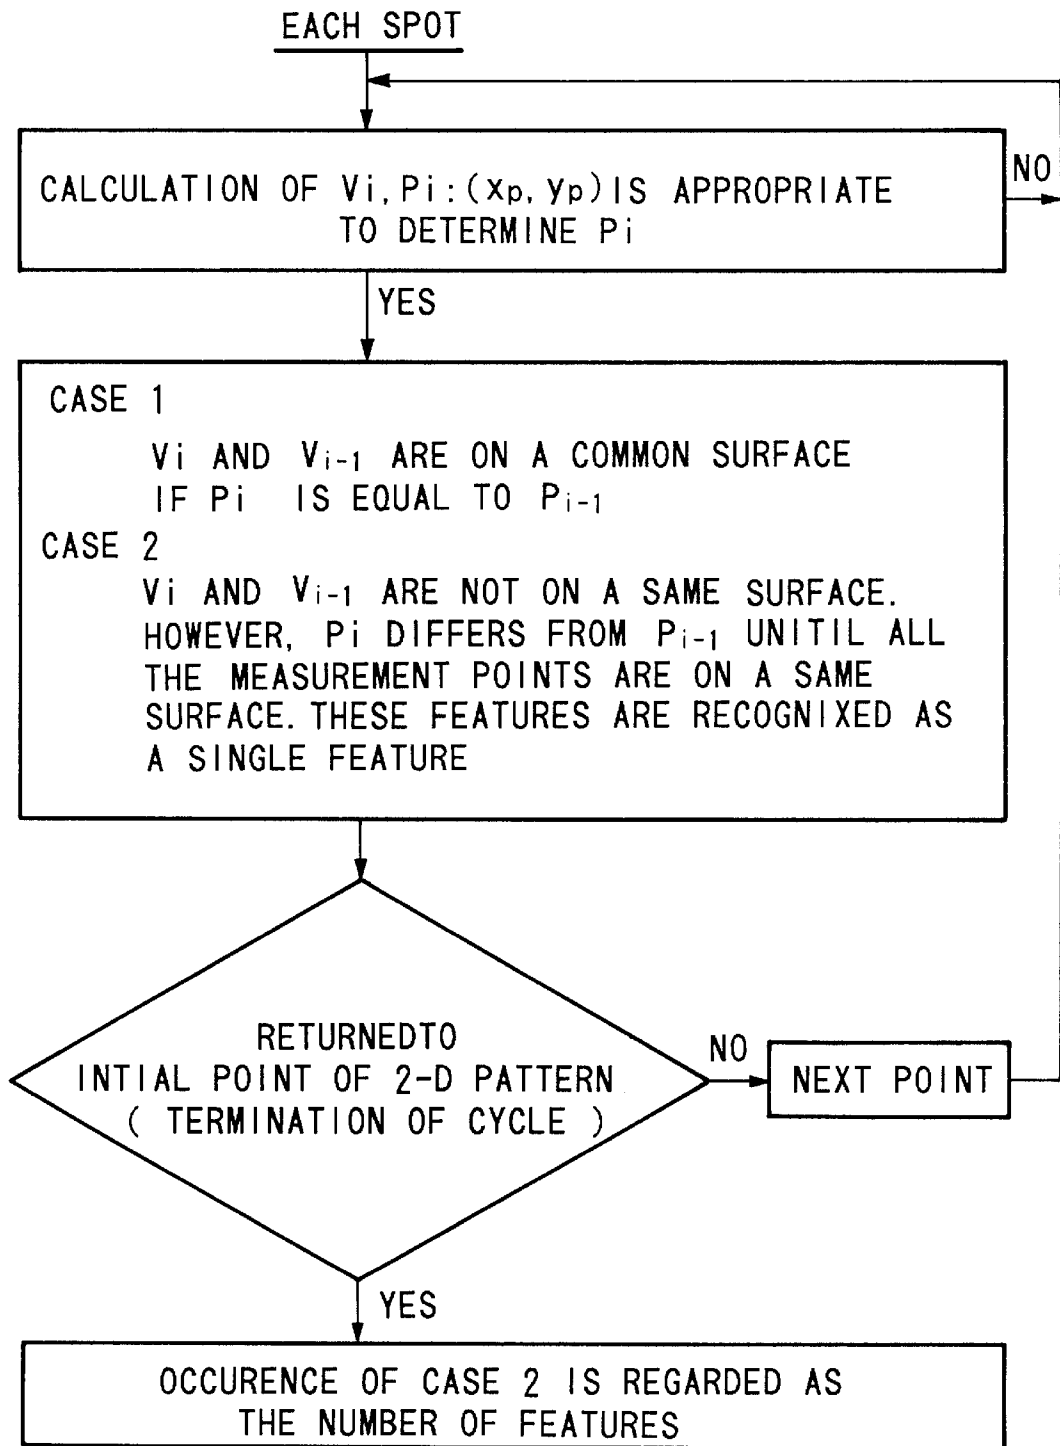 EACH SPOT
CALCULATION OF Vi, Pi:(xp, yp) IS APPROPRIATE
TO DETERMINE Pi
NO
YES
CASE 1
Vi AND Vi-1 ARE ON A COMMON SURFACE
IF Pi IS EQUAL TO Pi-1
CASE 2
Vi AND Vi-1 ARE NOT ON A SAME SURFACE.
HOWEVER, Pi DIFFERS FROM Pi-1 UNITIL ALL
THE MEASUREMENT POINTS ARE ON A SAME
SURFACE. THESE FEATURES ARE RECOGNIXED AS
A SINGLE FEATURE
RETURNEDTO
INTIAL POINT OF 2-D PATTERN
( TERMINATION OF CYCLE )
NO
NEXT POINT
YES
OCCURENCE OF CASE 2 IS REGARDED AS
THE NUMBER OF FEATURES